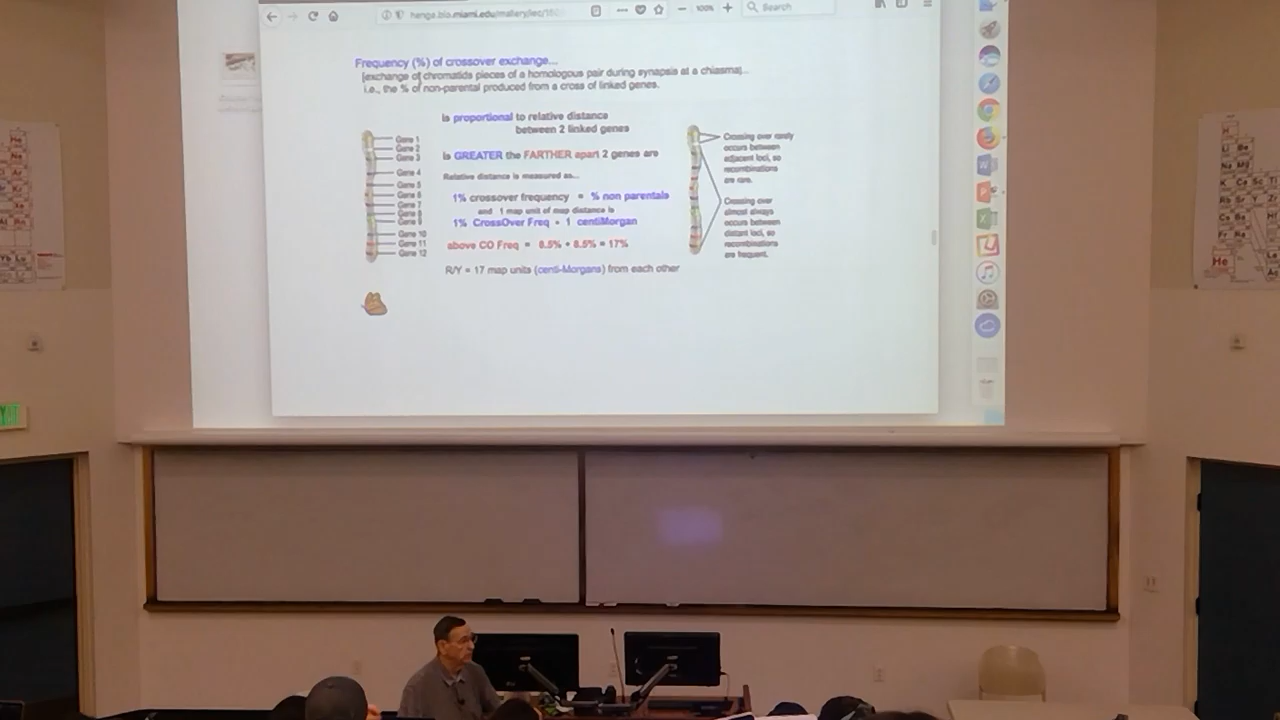 100%
Search
Frequency (%) of crossover exchange...
[exchange of chromatids pieces of a homologous pair during synapsis at a chiasma]...
i.e., the % of non-parental produced from a cross of linked genes.
is proportional to relative distance
between 2 linked genes
is GREATER the FARTHER apart 2 genes are
Relative distance is measured as...
1% crossover frequency = % non parentals
and 1 map unit of map distance is
1% CrossOver Freq = 1 centiMorgan
above CO Freq = 8.5% + 8.5% = 17%
R/Y = 17 map units (centi-Morgans) from each other
Gene 1
Gene 2
Gene 3
Gene 4
Gene 5
Gene 6
Gene 7
Gene 8
Gene 9
Gene 10
Gene 11
Gene 12
Crossing over rarely
occurs between
adjacent loci, so
recombinations
are rare.
Crossing over
almost always
occurs between
distant loci, so
recombinations
are frequent.
He